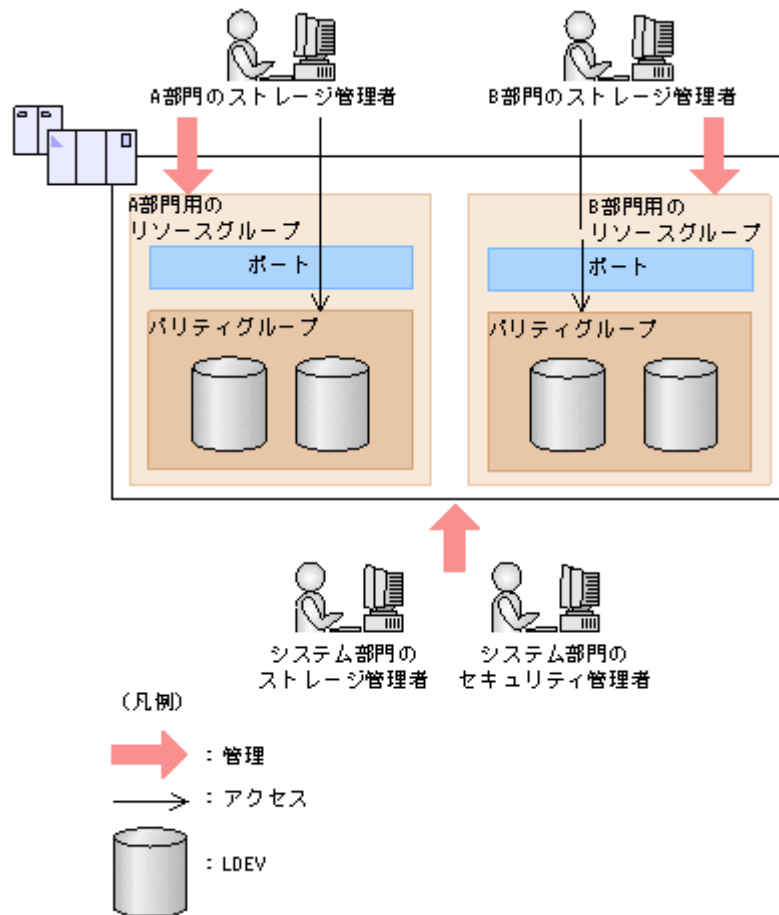 A部門のストレージ管理者
B部門のストレージ管理者
A部門用の
リソースグループ
ポート
パリティグループ
B部門用の
リソースグループ
ポート
パリティグループ
システム部門の
ストレージ管理者
システム部門の
セキュリティ管理者
(凡例)
：管理
：アクセス
：LDEV